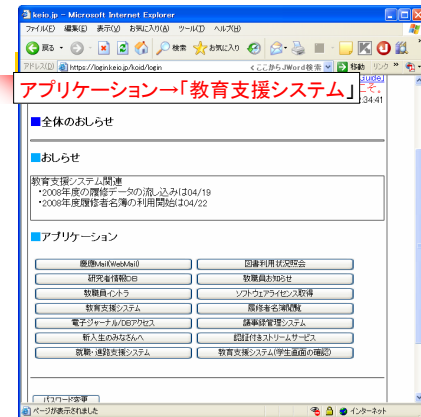 keio.jp - Microsoft Internet Explorer
ファイル(F) 編集(E) 表示(V) お気に入り(A) ツール(T) ヘルプ(H)
戻る 検索 お気に入り
アドレス(D) https://login.keio.jp/koid/login <ここからJWord検索 移動 リンク
アプリケーション→「教育支援システム」
34:41
■全体のおしらせ
■おしらせ
教育支援システム関連
・2008年度の履修データの流し込みは04/19
・2008年度履修者名簿の利用開始は04/22
■アプリケーション
慶應Mail(WebMail) 図書利用状況照会
研究者情報DB 教職員お知らせ
教職員イントラ ソフトウェアライセンス取得
教育支援システム 履修者名簿閲覧
電子ジャーナル/DBアクセス 議事録管理システム
新入生のみなさんへ 認証付きストリームサービス
就職・進路支援システム 教育支援システム(学生画面の確認)
パスワード変更
ページが表示されました インターネット